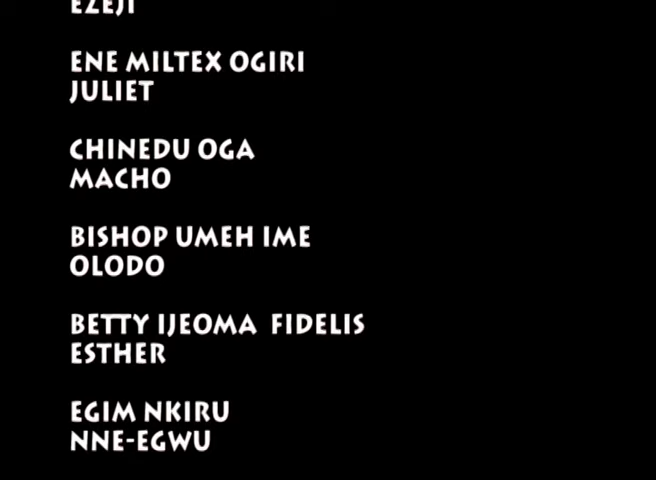 EZEJI
ENE MILTEX OGIRI
JULIET
CHINEDU OGA
MACHO
BISHOP UMEH IME
OLODO
BETTY IJEOMA FIDELIS
ESTHER
EGIM NKIRU
NNE-EGWU